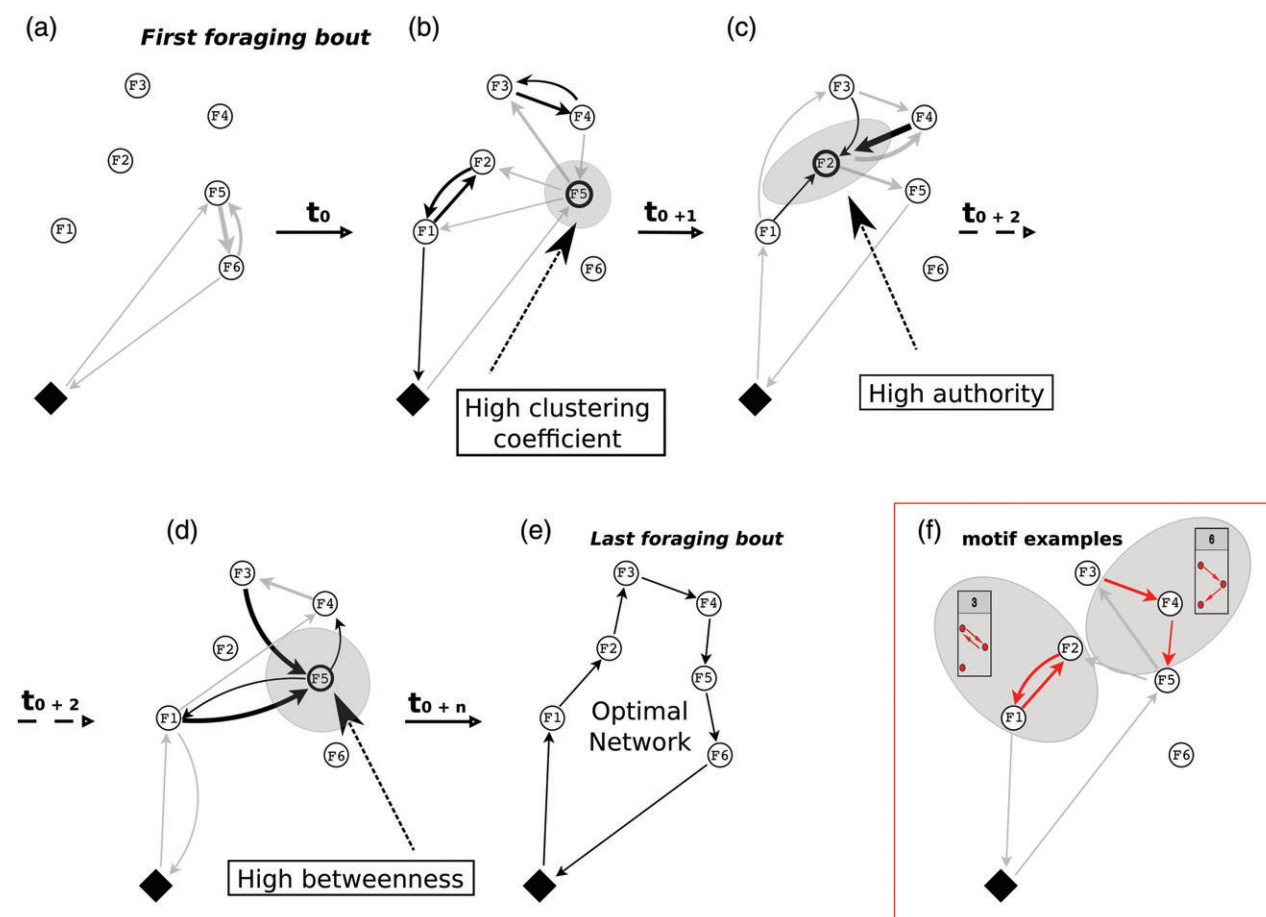 (a)
First foraging bout
F3
F4
F2
F5
F1
F6
t0
(b)
F3
F4
F2
F5
F1
F6
High clustering
coefficient
t0 +1
(c)
F3
F4
F2
F5
F1
F6
High authority
t0 + 2
(d)
F3
F4
F2
F5
F1
F6
t0 + 2
High betweenness
t0 + n
(e)
Last foraging bout
F3
F4
F2
F5
F1
F6
Optimal
Network
(f)
motif examples
6
F3
3
F4
F2
F5
F1
F6